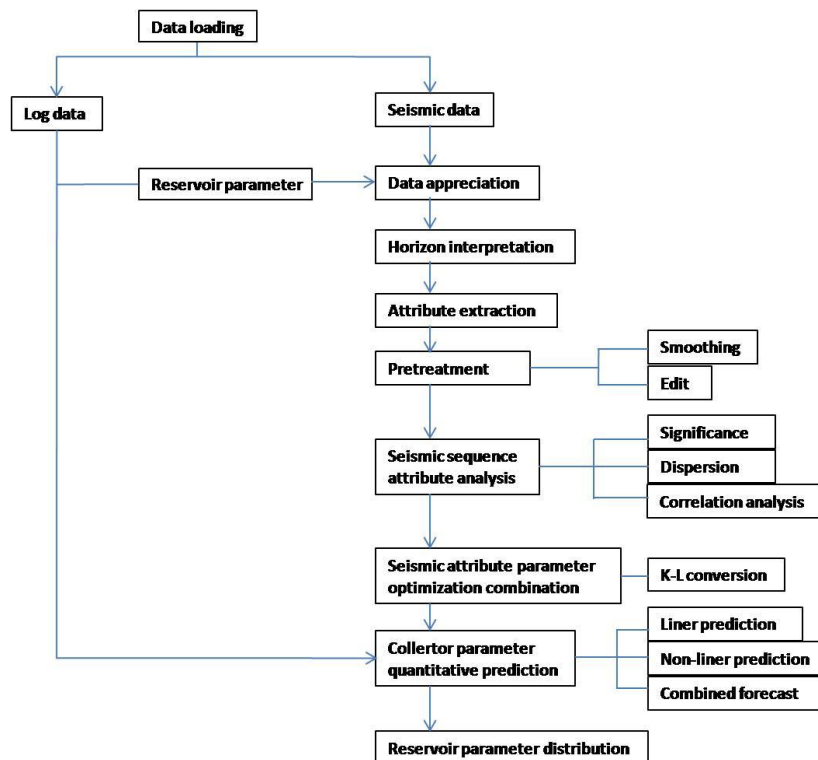 Data loading
Log data
Seismic data
Reservoir parameter
Data appreciation
Horizon interpretation
Attribute extraction
Pretreatment
Smoothing
Edit
Seismic sequence
attribute analysis
Significance
Dispersion
Correlation analysis
Seismic attribute parameter
optimization combination
K-L conversion
Collertor parameter
quantitative prediction
Liner prediction
Non-liner prediction
Combined forecast
Reservoir parameter distribution